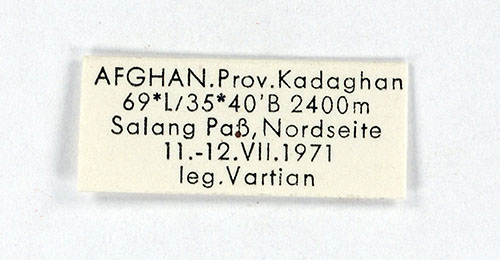 AFGHAN.Prov.Kadaghan
69*L/35*40'B 2400m
Salang Paß, Nordseite
11.-12.VII.1971
leg.Vartian